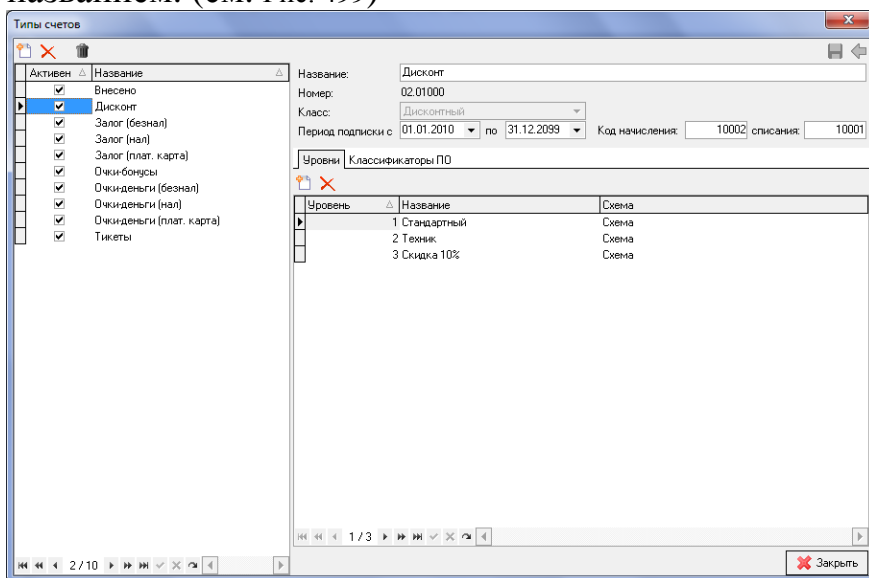 названием. (см. Рис. 499)
Типы счетов
Активен Название
Внесено
Дисконт
Залог (безнал)
Залог (нал)
Залог (плат. карта)
Очки-бонусы
Очки-деньги (безнал)
Очки-деньги (нал)
Очки-деньги (плат. карта)
Тикеты
2 / 10
Название: Дисконт
Номер: 02.01000
Класс: Дисконтный
Период подписки с 01.01.2010 по 31.12.2099 Код начисления: 10002 списания: 10001
Уровни Классификаторы ПО
Уровень Название Схема
1 Стандартный Схема
2 Техник Схема
3 Скидка 10% Схема
1 / 3
Закрыть